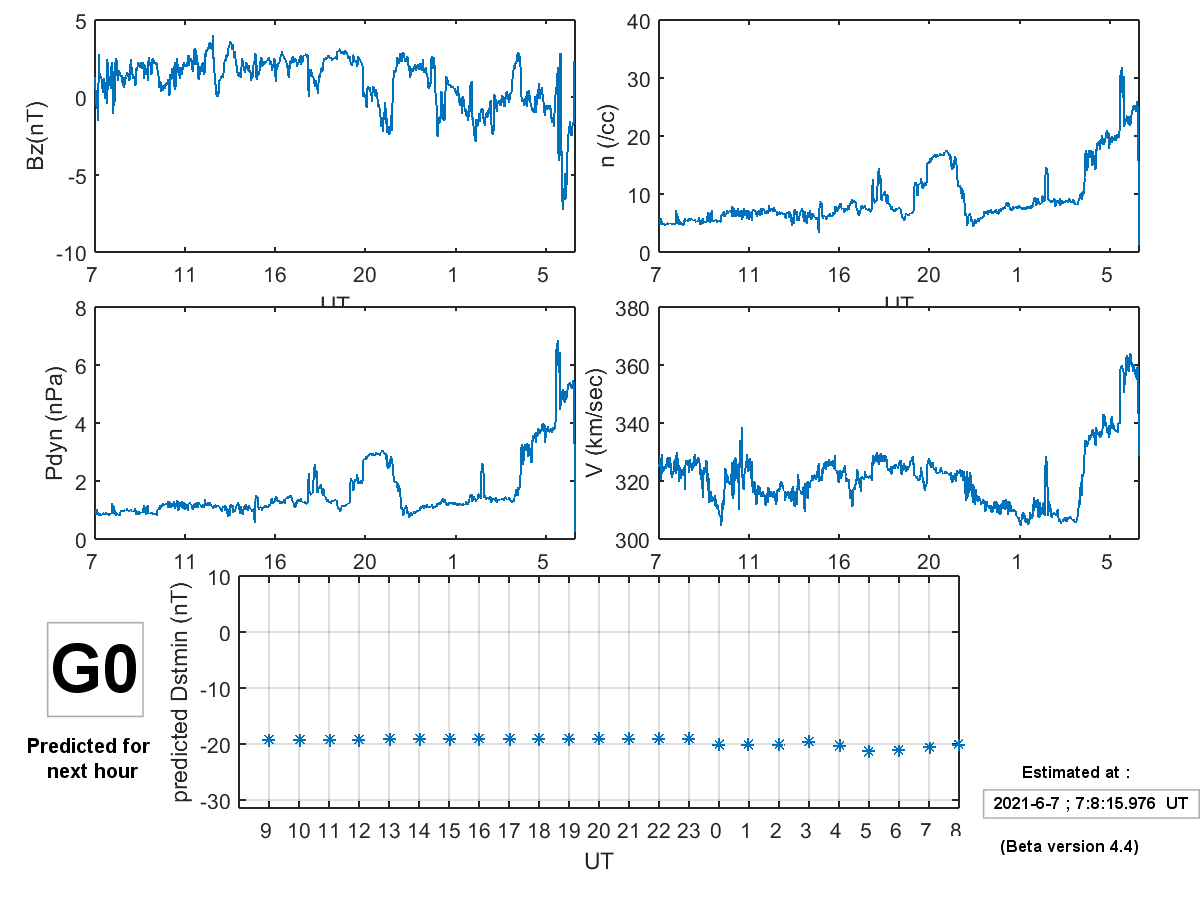 5
0
-5
-10
Bz(nT)
7 11 16 20 1 5
UT
40
30
20
10
0
n (/cc)
7 11 16 20 1 5
UT
8
6
4
2
0
Pdyn (nPa)
7 11 16 20 1 5
380
360
340
320
300
V (km/sec)
7 11 16 20 1 5
10
0
-10
-20
-30
predicted Dstmin (nT)
9 10 11 12 13 14 15 16 17 18 19 20 21 22 23 0 1 2 3 4 5 6 7 8
UT
G0
Predicted for
next hour
Estimated at :
2021-6-7 ; 7:8:15.976 UT
(Beta version 4.4)